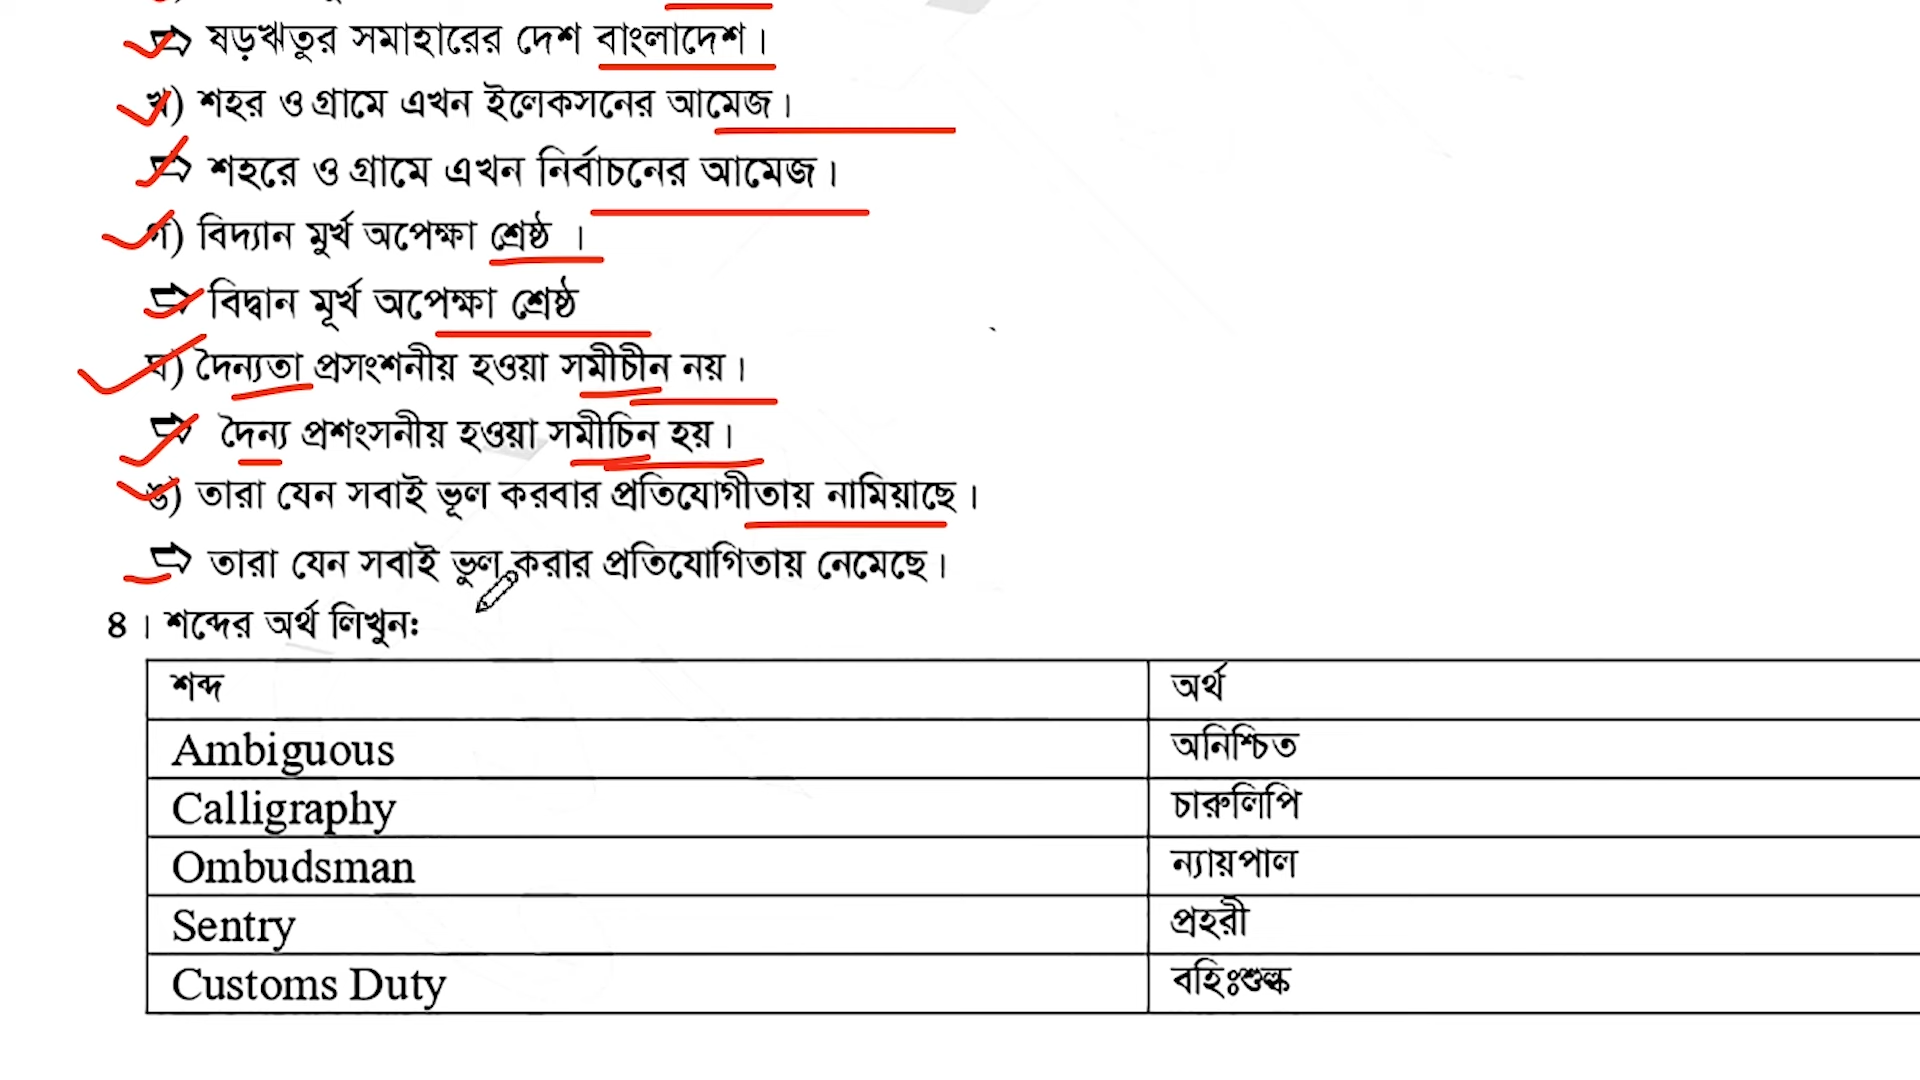 ⇨ ষড়ঋতুর সমাহারের দেশ বাংলাদেশ।
খ) শহর ও গ্রামে এখন ইলেকসনের আমেজ।
⇨ শহরে ও গ্রামে এখন নির্বাচনের আমেজ।
গ) বিদ্যান মুর্খ অপেক্ষা শ্রেষ্ঠ ।
⇨ বিদ্বান মূর্খ অপেক্ষা শ্রেষ্ঠ
ঘ) দৈন্যতা প্রসংশনীয় হওয়া সমীচীন নয়।
⇨ দৈন্য প্রশংসনীয় হওয়া সমীচিন হয়।
ঙ) তারা যেন সবাই ভূল করবার প্রতিযোগীতায় নামিয়াছে।
⇨ তারা যেন সবাই ভুল করার প্রতিযোগিতায় নেমেছে।
৪। শব্দের অর্থ লিখুন:
শব্দ অর্থ
Ambiguous অনিশ্চিত
Calligraphy চারুলিপি
Ombudsman ন্যায়পাল
Sentry প্রহরী
Customs Duty বহিঃশুল্ক